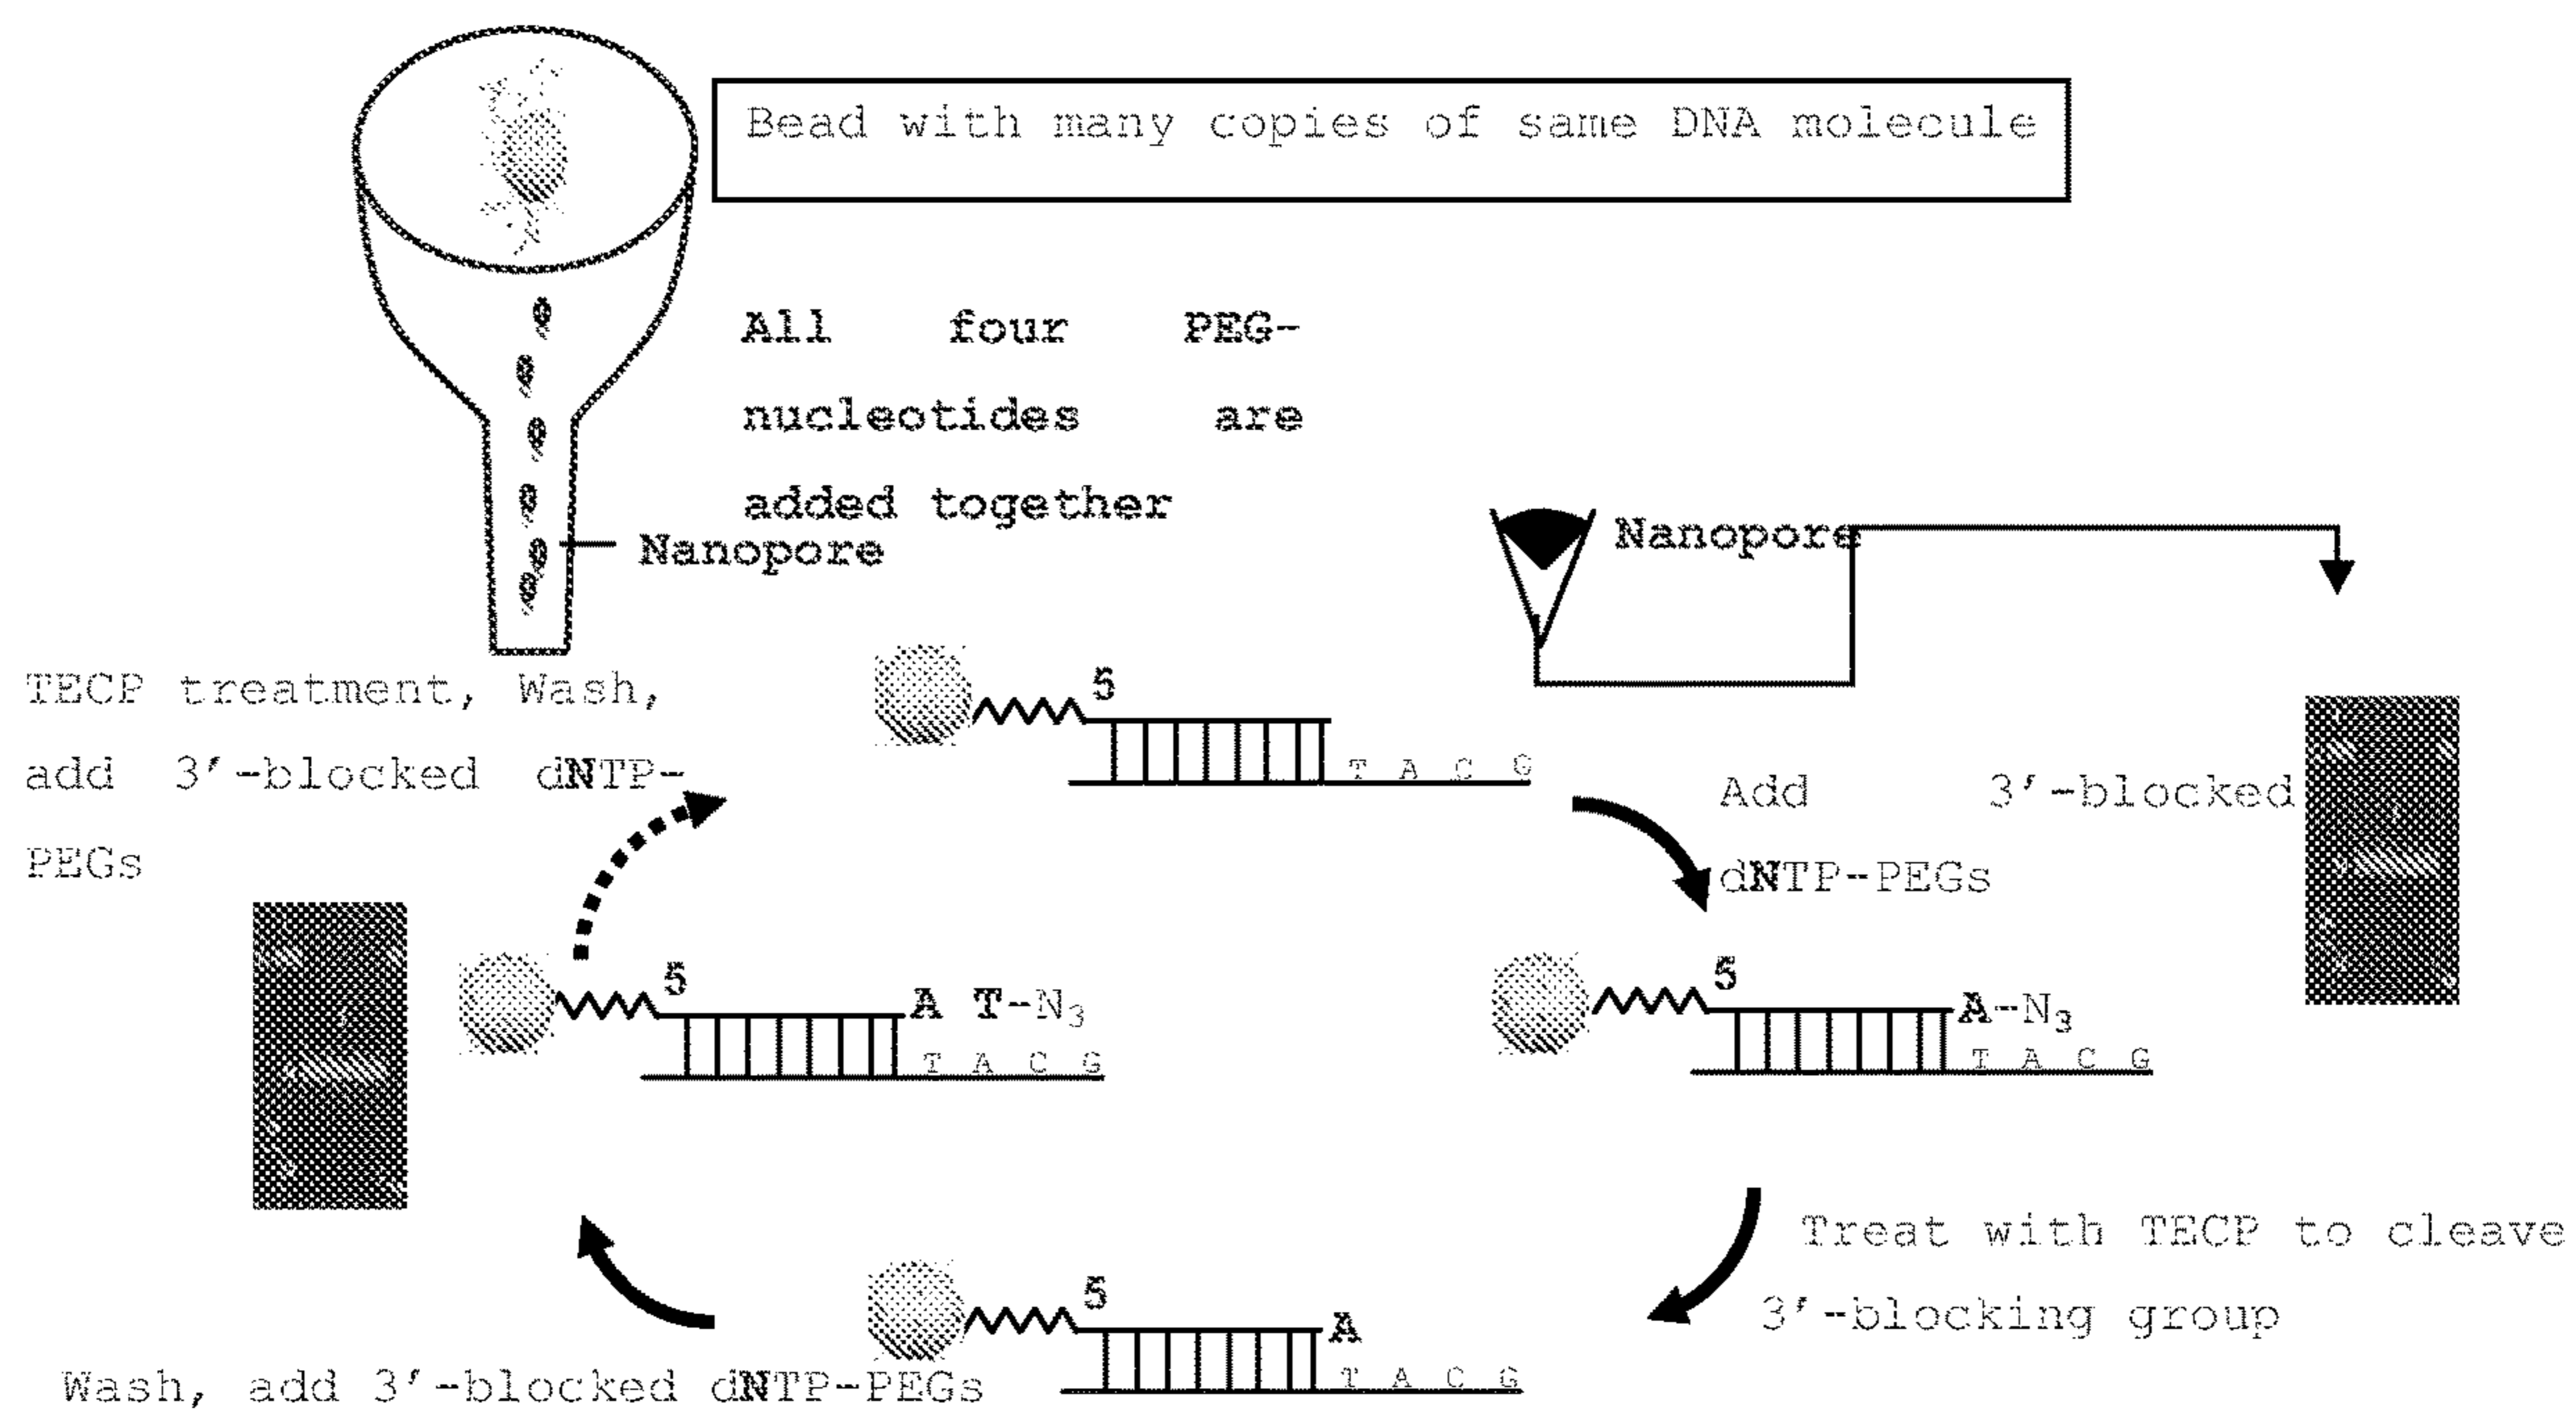 Bead with many copies of same DNA molecule
All four PEG-
nucleotides are
added together
Nanopore
Nanopore
TECP treatment, Wash,
add 3'-blocked dNTP-
PEGs
5
T A C G
Add 3'-blocked
dNTP-PEGs
5
A T-N3
T A C G
5
A-N3
T A C G
Treat with TECP to cleave
3'-blocking group
5
A
T A C G
Wash, add 3'-blocked dNTP-PEGs